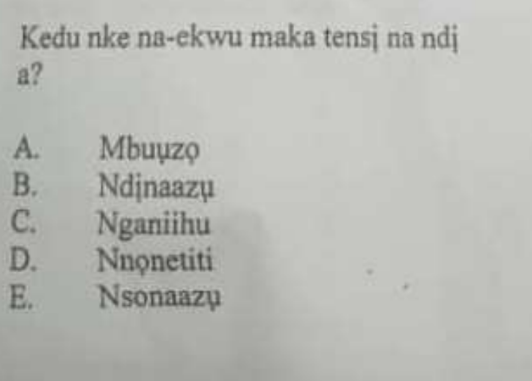 Kedu nke na-ekwu maka tensị na ndị
a?
A. Mbuụzọ
B. Ndịnaazụ
C. Nganiihu
D. Nnọnetiti
E. Nsonaazụ